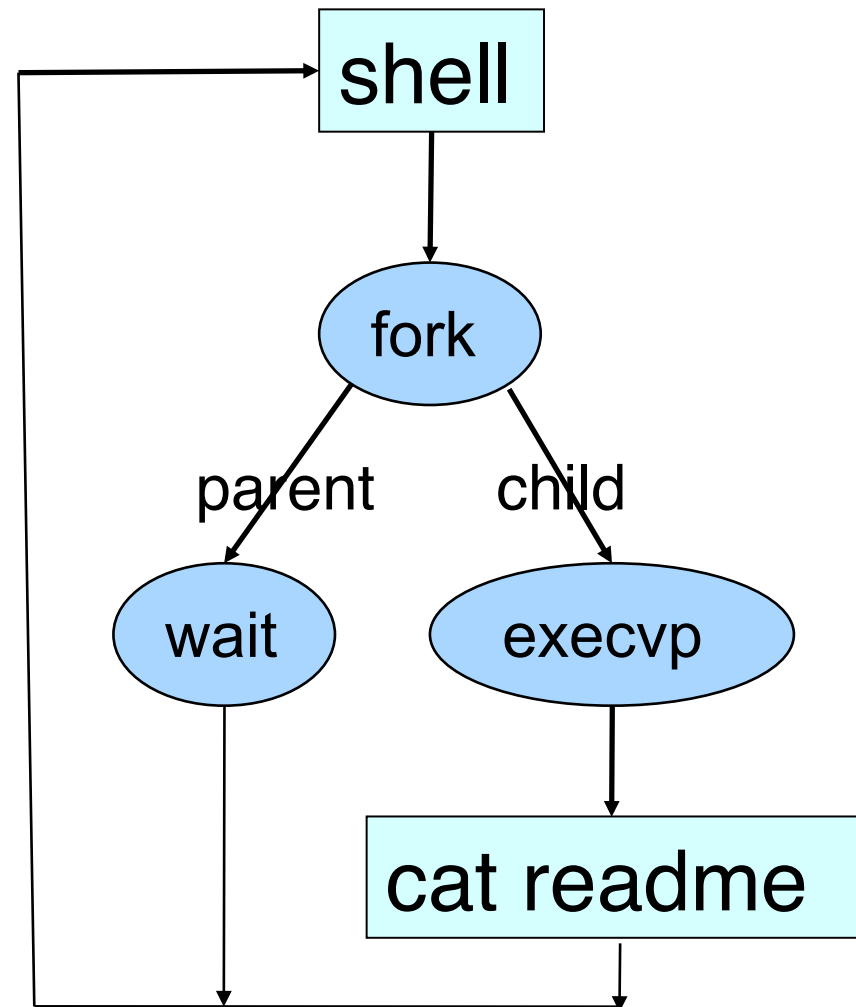 shell
fork
parent
child
wait
execvp
cat readme